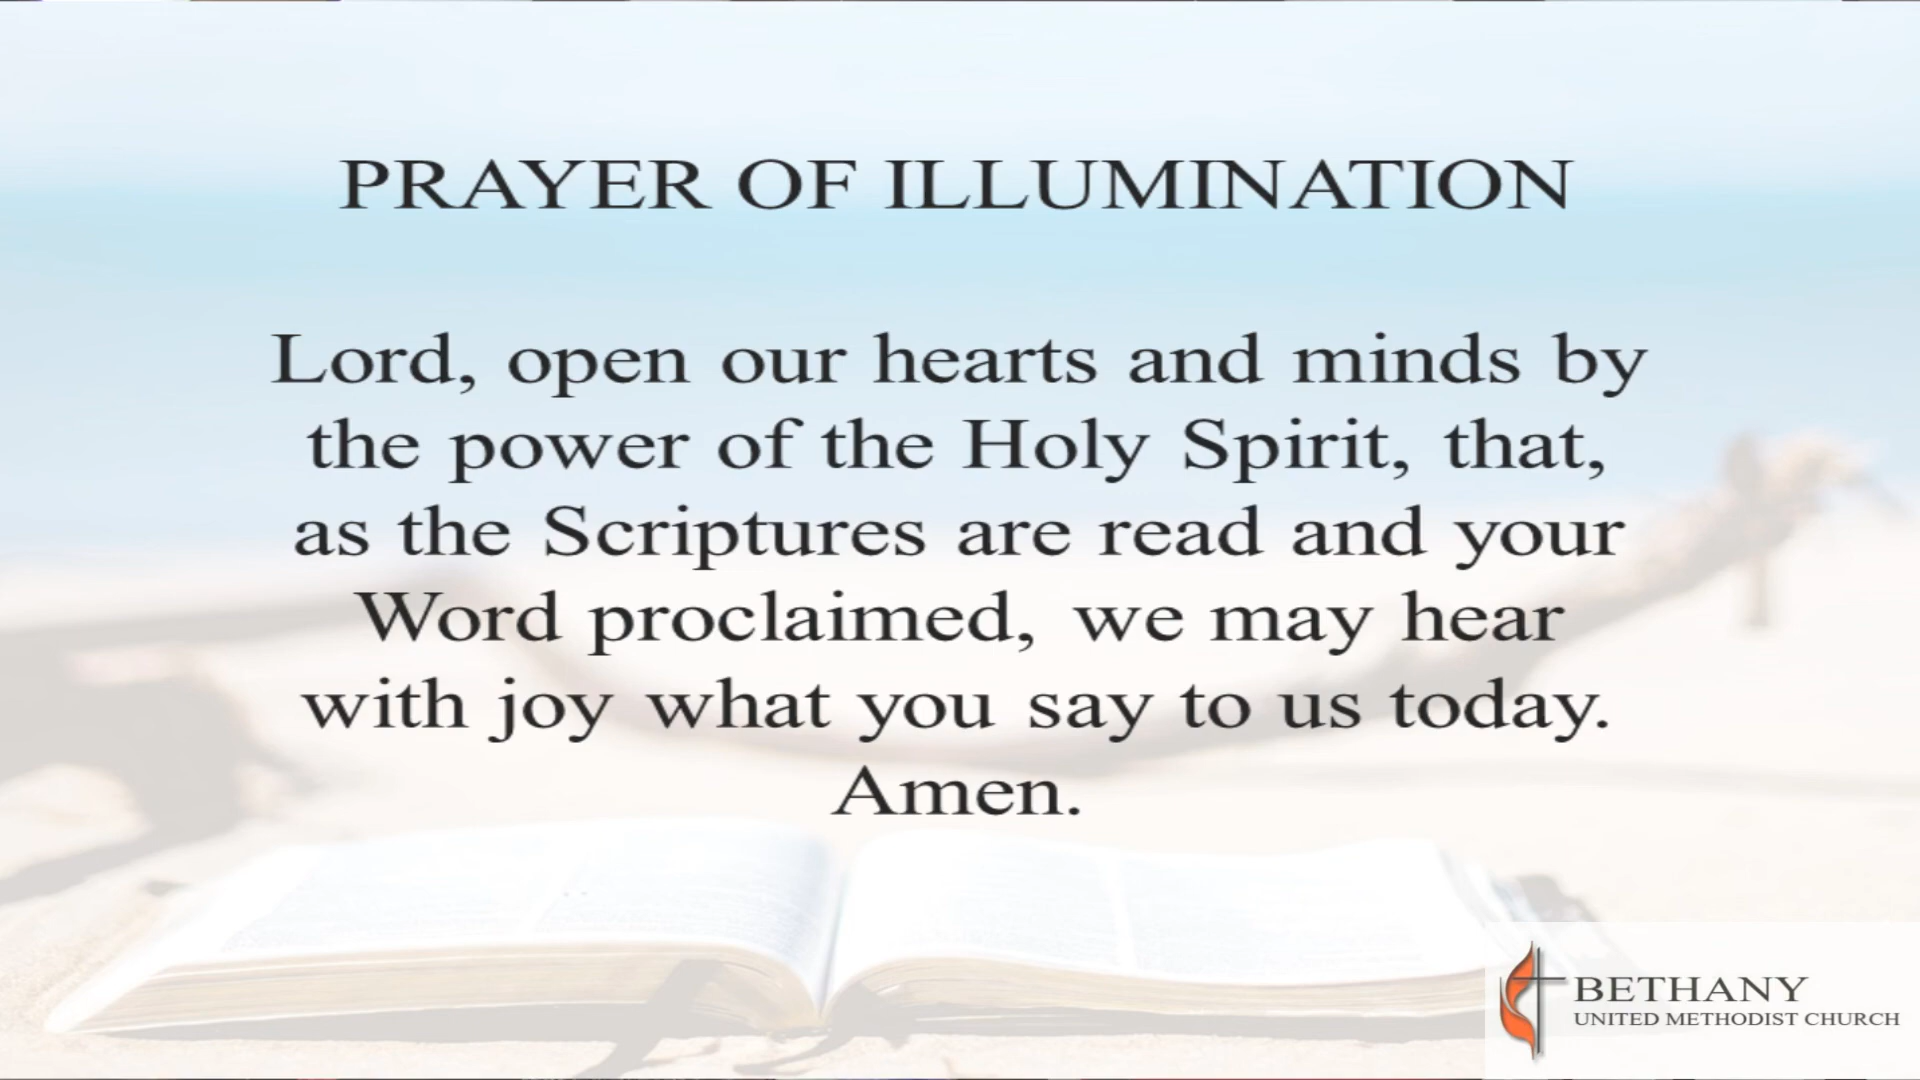 PRAYER OF ILLUMINATION
Lord, open our hearts and minds by
the power of the Holy Spirit, that,
as the Scriptures are read and your
Word proclaimed, we may hear
with joy what you say to us today.
Amen.
BETHANY
UNITED METHODIST CHURCH